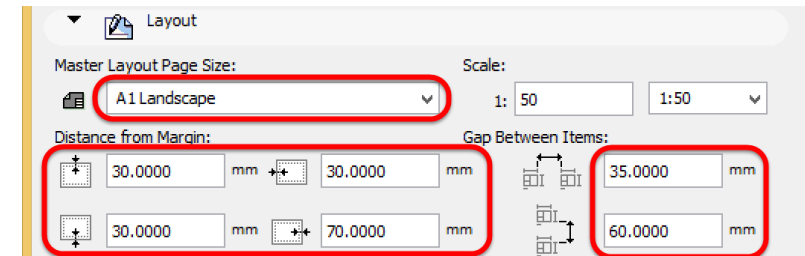 Layout
Master Layout Page Size: Scale:
A1 Landscape 1: 50 1:50
Distance from Margin: Gap Between Items:
30.0000 mm 30.0000 mm 35.0000 mm
30.0000 mm 70.0000 mm 60.0000 mm